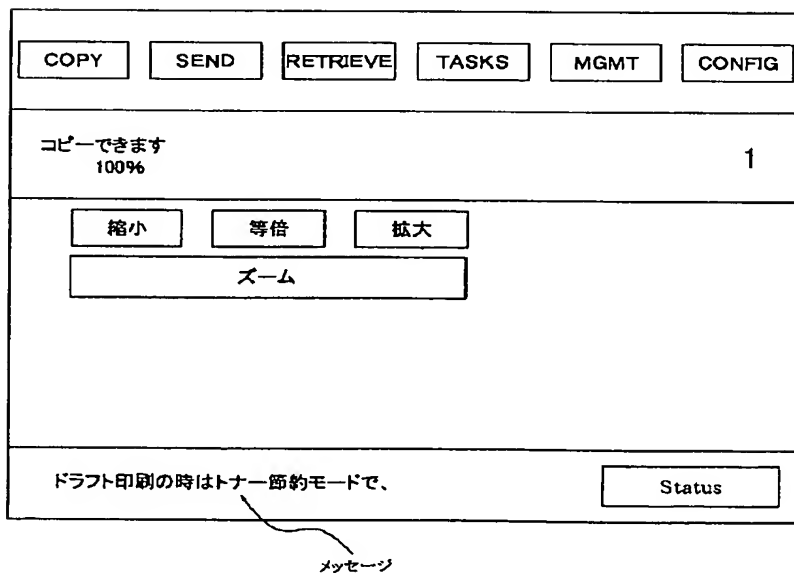 COPY SEND RETRIEVE TASKS MGMT CONFIG
コピーできます
100%
1
縮小 等倍 拡大
ズーム
ドラフト印刷の時はトナー節約モードで、
Status
メッセージ